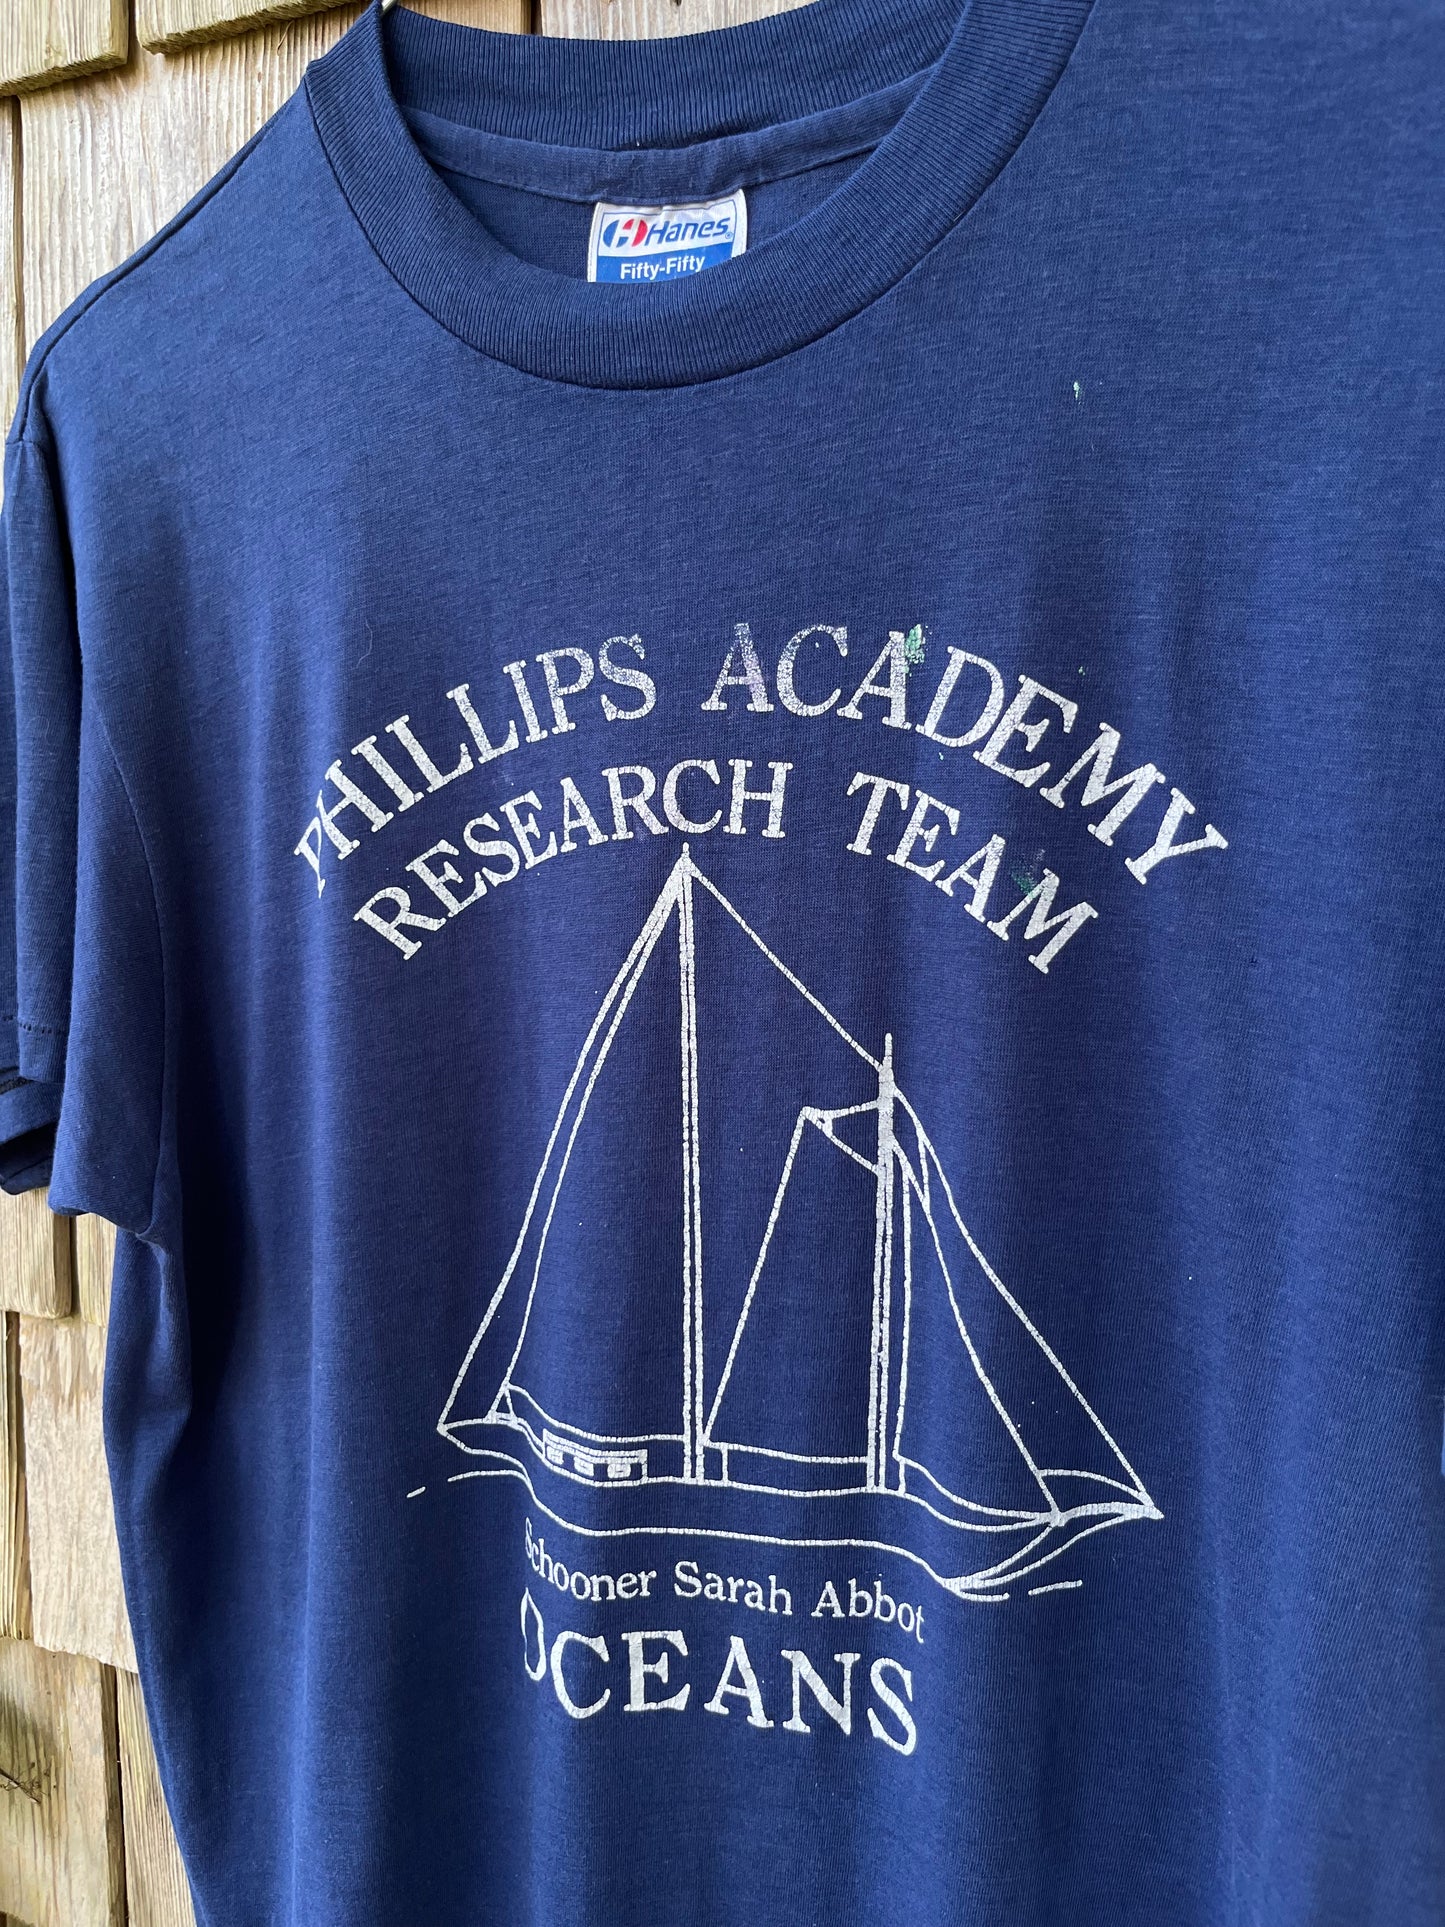 Hanes®
Fifty-Fifty
PHILLIPS ACADEMY
RESEARCH TEAM
Schooner Sarah Abbot
OCEANS